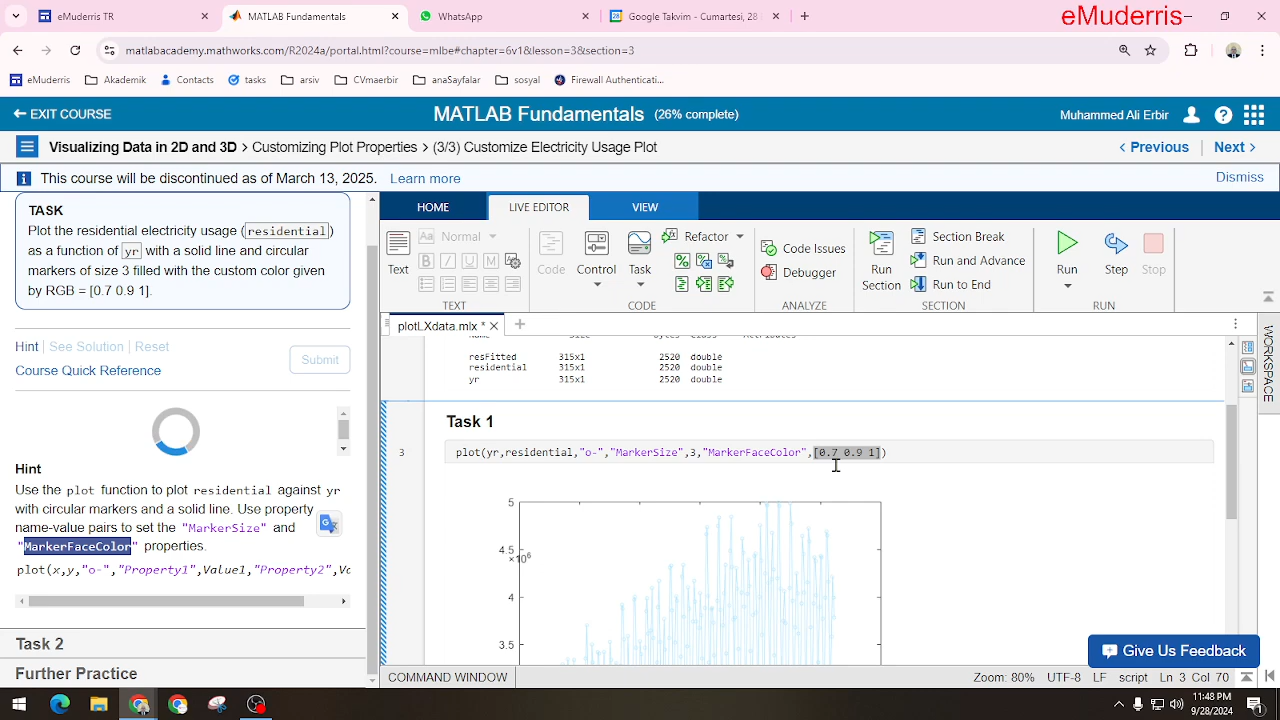 eMuderris TR
MATLAB Fundamentals
WhatsApp
Google Takvim - Cumartesi, 28
eMuderris
matlabacademy.mathworks.com/R2024a/portal.html?course=mlbe#chapter=6v1&lesson=3&section=3
eMuderris
Akademik
Contacts
tasks
arsiv
CVmaerbir
anaSayfalar
sosyal
Firewall Authenticati...
EXIT COURSE
MATLAB Fundamentals (26% complete)
Muhammed Ali Erbir
Visualizing Data in 2D and 3D > Customizing Plot Properties > (3/3) Customize Electricity Usage Plot
< Previous
Next >
This course will be discontinued as of March 13, 2025. Learn more
Dismiss
TASK
Plot the residential electricity usage (residential)
as a function of yr with a solid line and circular
markers of size 3 filled with the custom color given
by RGB = [0.7 0 9 1].
Hint | See Solution | Reset
Submit
Course Quick Reference
Hint
Use the plot function to plot residential against yr
with circular markers and a solid line. Use property
name-value pairs to set the "MarkerSize" and
"MarkerFaceColor" properties.
plot(x,y,"o-","Property1",Value1,"Property2",Va
Task 2
Further Practice
HOME
LIVE EDITOR
VIEW
Text
Aa Normal
B I U M
TEXT
Code
Control
Task
Refactor
CODE
Code Issues
Debugger
ANALYZE
Run
Section
Section Break
Run and Advance
Run to End
SECTION
Run
Step
Stop
RUN
plotLXdata.mlx *
Name Size Bytes Class Attributes
resFitted 315x1 2520 double
residential 315x1 2520 double
yr 315x1 2520 double
Task 1
3
plot(yr,residential,"o-","MarkerSize",3,"MarkerFaceColor",[0.7 0.9 1])
5
4.5
×10⁶
4
3.5
WORKSPACE
Give Us Feedback
COMMAND WINDOW
Zoom: 80%
UTF-8
LF
script
Ln 3 Col 70
11:48 PM
9/28/2024